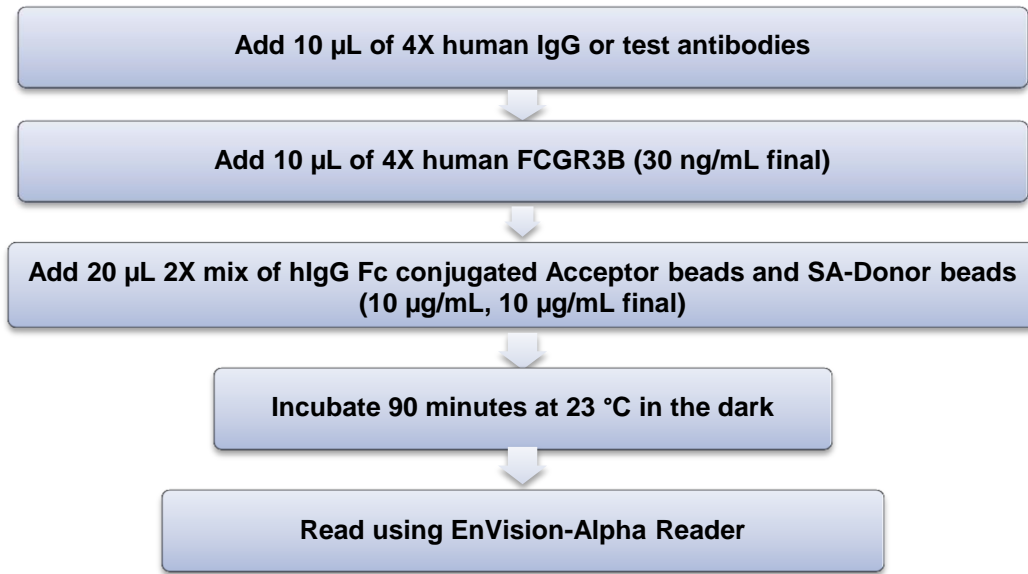 Add 10 µL of 4X human IgG or test antibodies
Add 10 µL of 4X human FCGR3B (30 ng/mL final)
Add 20 µL 2X mix of hIgG Fc conjugated Acceptor beads and SA-Donor beads
(10 µg/mL, 10 µg/mL final)
Incubate 90 minutes at 23 °C in the dark
Read using EnVision-Alpha Reader